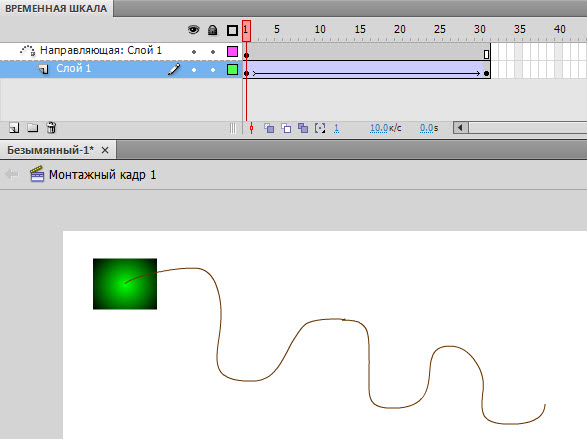 ВРЕМЕННАЯ ШКАЛА
1 5 10 15 20 25 30 35 40
Направляющая: Слой 1
Слой 1
1 10.0к/с 0.0s
Безымянный-1* ×
Монтажный кадр 1